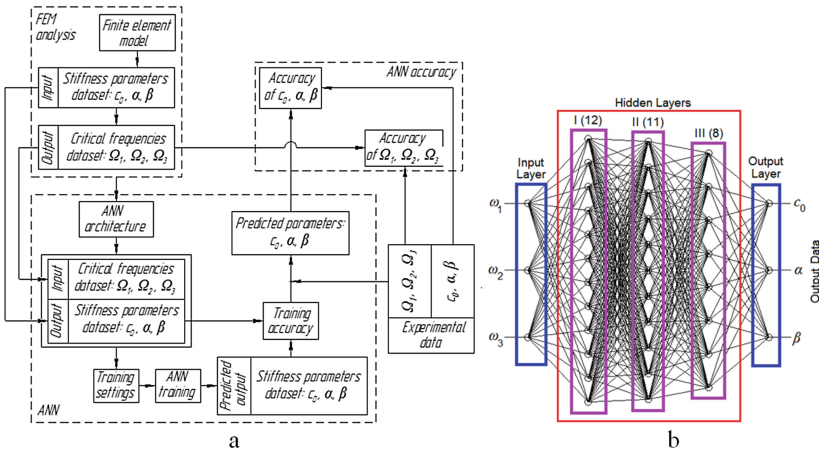 FEM
analysis
Finite element
model
Input
Stiffness parameters
dataset: c₀, α, β
Output
Critical frequencies
dataset: Ω₁, Ω₂, Ω₃
ANN accuracy
Accuracy
of c₀, α, β
Accuracy
of Ω₁, Ω₂, Ω₃
ANN
architecture
Input
Critical frequencies
dataset: Ω₁, Ω₂, Ω₃
Output
Stiffness parameters
dataset: c₀, α, β
Predicted parameters:
c₀, α, β
Training
accuracy
Ω₁, Ω₂, Ω₃
c₀, α, β
Experimental
data
Training
settings
ANN
training
Predicted
output
Stiffness parameters
dataset: c₀, α, β
ANN
a
Hidden Layers
I (12)
II (11)
III (8)
Input
Layer
Output
Layer
ω₁
ω₂
ω₃
c₀
α
β
Output Data
b